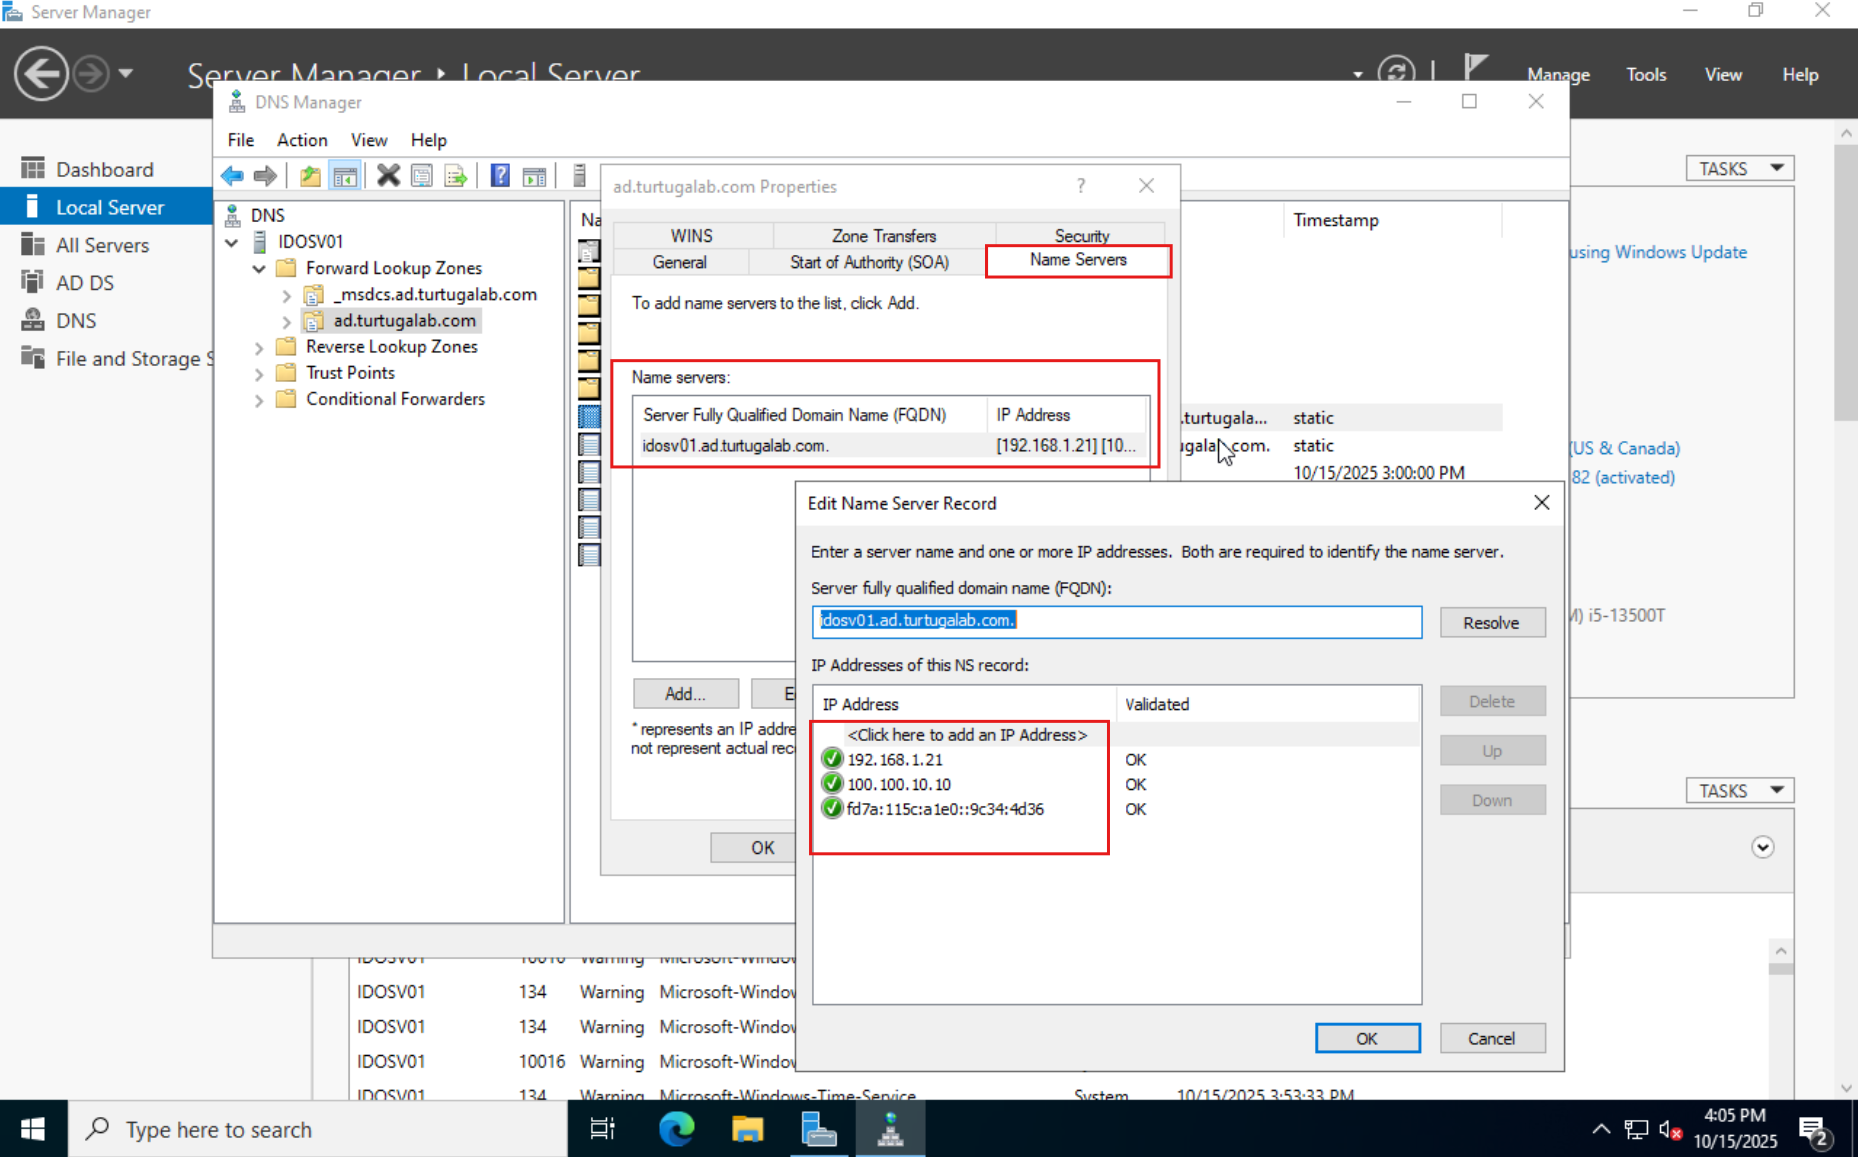 Server Manager
Server Manager ‣ Local Server
Manage Tools View Help
DNS Manager
File Action View Help
Dashboard
Local Server
All Servers
AD DS
DNS
File and Storage S
DNS
IDOSV01
Forward Lookup Zones
_msdcs.ad.turtugalab.com
ad.turtugalab.com
Reverse Lookup Zones
Trust Points
Conditional Forwarders
Na
ad.turtugalab.com Properties
?
WINS Zone Transfers Security
General Start of Authority (SOA) Name Servers
To add name servers to the list, click Add.
Name servers:
Server Fully Qualified Domain Name (FQDN) IP Address
idosv01.ad.turtugalab.com. [192.168.1.21] [10...
Add...
E
* represents an IP addre
not represent actual rec
OK
Timestamp
.turtugala... static
ugalab.com. static
10/15/2025 3:00:00 PM
TASKS
using Windows Update
(US & Canada)
82 (activated)
M) i5-13500T
TASKS
Edit Name Server Record
Enter a server name and one or more IP addresses. Both are required to identify the name server.
Server fully qualified domain name (FQDN):
idosv01.ad.turtugalab.com.
Resolve
IP Addresses of this NS record:
IP Address Validated
<Click here to add an IP Address>
192.168.1.21 OK
100.100.10.10 OK
fd7a:115c:a1e0::9c34:4d36 OK
Delete
Up
Down
OK Cancel
IDOSV01 10016 Warning Microsoft-Window
IDOSV01 134 Warning Microsoft-Window
IDOSV01 134 Warning Microsoft-Window
IDOSV01 10016 Warning Microsoft-Window
IDOSV01 134 Warning Microsoft-Windows-Time-Service System 10/15/2025 3:53:33 PM
Type here to search
4:05 PM
10/15/2025
2